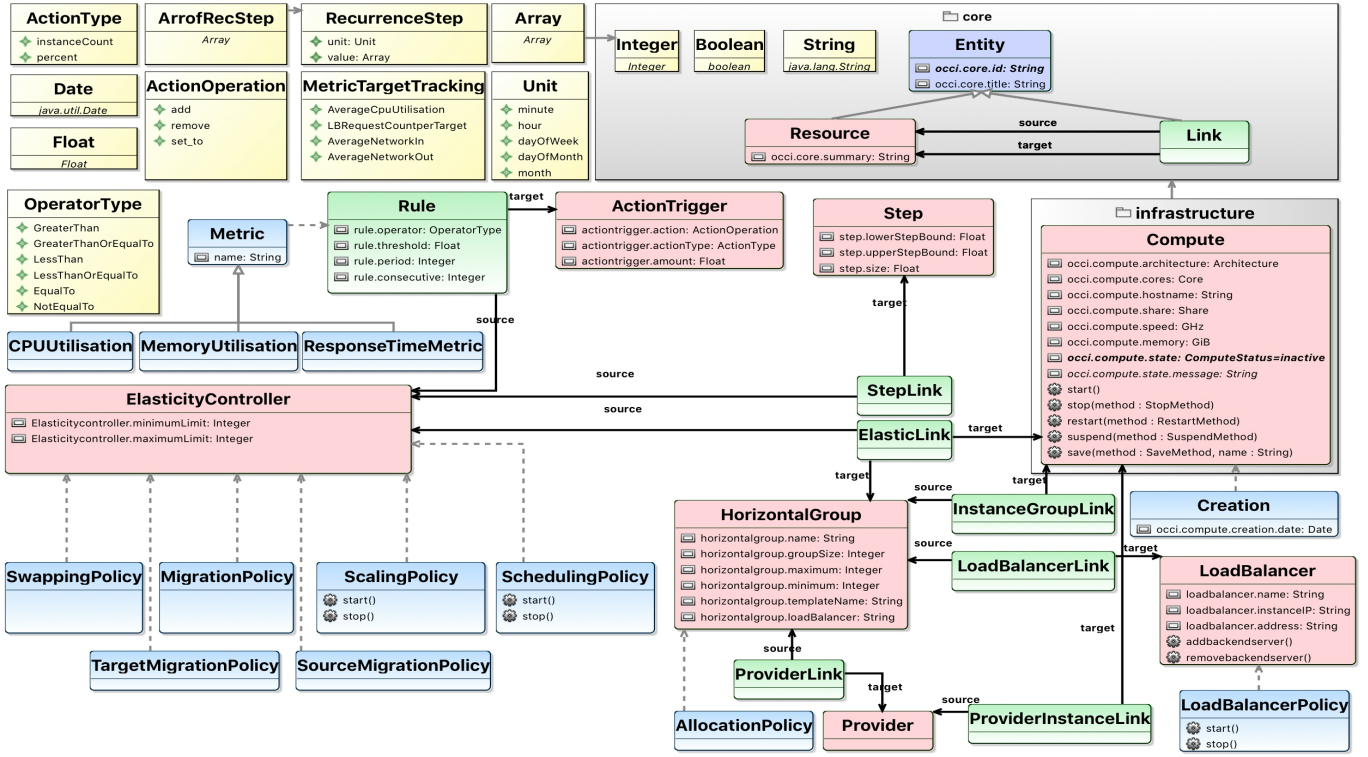 ActionType
instanceCount
percent
ArrofRecStep
Array
RecurrenceStep
unit: Unit
value: Array
Array
Array
core
Integer
Integer
Boolean
boolean
String
java.lang.String
Entity
occi.core.id: String
occi.core.title: String
Date
java.util.Date
Float
Float
ActionOperation
add
remove
set_to
MetricTargetTracking
AverageCpuUtilisation
LBRequestCountperTarget
AverageNetworkIn
AverageNetworkOut
Unit
minute
hour
dayOfWeek
dayOfMonth
month
Resource
occi.core.summary: String
source
target
Link
OperatorType
GreaterThan
GreaterThanOrEqualTo
LessThan
LessThanOrEqualTo
EqualTo
NotEqualTo
Metric
name: String
Rule
rule.operator: OperatorType
rule.threshold: Float
rule.period: Integer
rule.consecutive: Integer
target
ActionTrigger
actiontrigger.action: ActionOperation
actiontrigger.actionType: ActionType
actiontrigger.amount: Float
Step
step.lowerStepBound: Float
step.upperStepBound: Float
step.size: Float
infrastructure
Compute
occi.compute.architecture: Architecture
occi.compute.cores: Core
occi.compute.hostname: String
occi.compute.share: Share
occi.compute.speed: GHz
occi.compute.memory: GiB
occi.compute.state: ComputeStatus=inactive
occi.compute.state.message: String
start()
stop(method : StopMethod)
restart(method : RestartMethod)
suspend(method : SuspendMethod)
save(method : SaveMethod, name : String)
target
source
CPUUtilisation
MemoryUtilisation
ResponseTimeMetric
source
StepLink
ElasticityController
Elasticitycontroller.minimumLimit: Integer
Elasticitycontroller.maximumLimit: Integer
source
ElasticLink
target
target
target
HorizontalGroup
horizontalgroup.name: String
horizontalgroup.groupSize: Integer
horizontalgroup.maximum: Integer
horizontalgroup.minimum: Integer
horizontalgroup.templateName: String
horizontalgroup.loadBalancer: String
source
InstanceGroupLink
Creation
occi.compute.creation.date: Date
source
LoadBalancerLink
target
LoadBalancer
loadbalancer.name: String
loadbalancer.instanceIP: String
loadbalancer.address: String
addbackendserver()
removebackendserver()
SwappingPolicy
MigrationPolicy
ScalingPolicy
start()
stop()
SchedulingPolicy
start()
stop()
target
TargetMigrationPolicy
SourceMigrationPolicy
source
ProviderLink
target
AllocationPolicy
Provider
source
ProviderInstanceLink
LoadBalancerPolicy
start()
stop()